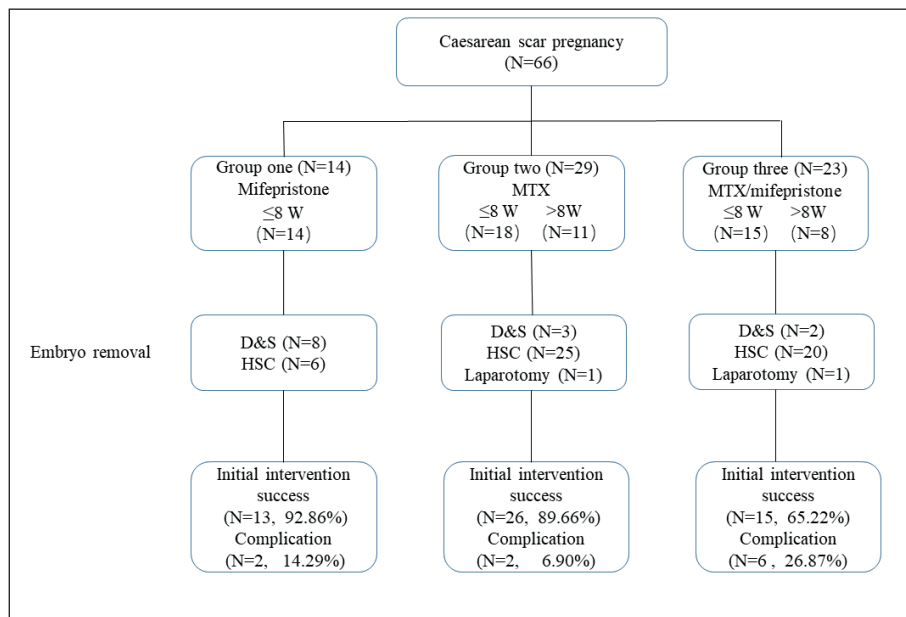 Caesarean scar pregnancy
(N=66)
Group one (N=14)
Mifepristone
≤8 W
(N=14)
Group two (N=29)
MTX
≤8 W >8W
(N=18) (N=11)
Group three (N=23)
MTX/mifepristone
≤8 W >8W
(N=15) (N=8)
Embryo removal
D&S (N=8)
HSC (N=6)
D&S (N=3)
HSC (N=25)
Laparotomy (N=1)
D&S (N=2)
HSC (N=20)
Laparotomy (N=1)
Initial intervention
success
(N=13, 92.86%)
Complication
(N=2, 14.29%)
Initial intervention
success
(N=26, 89.66%)
Complication
(N=2, 6.90%)
Initial intervention
success
(N=15, 65.22%)
Complication
(N=6 , 26.87%)